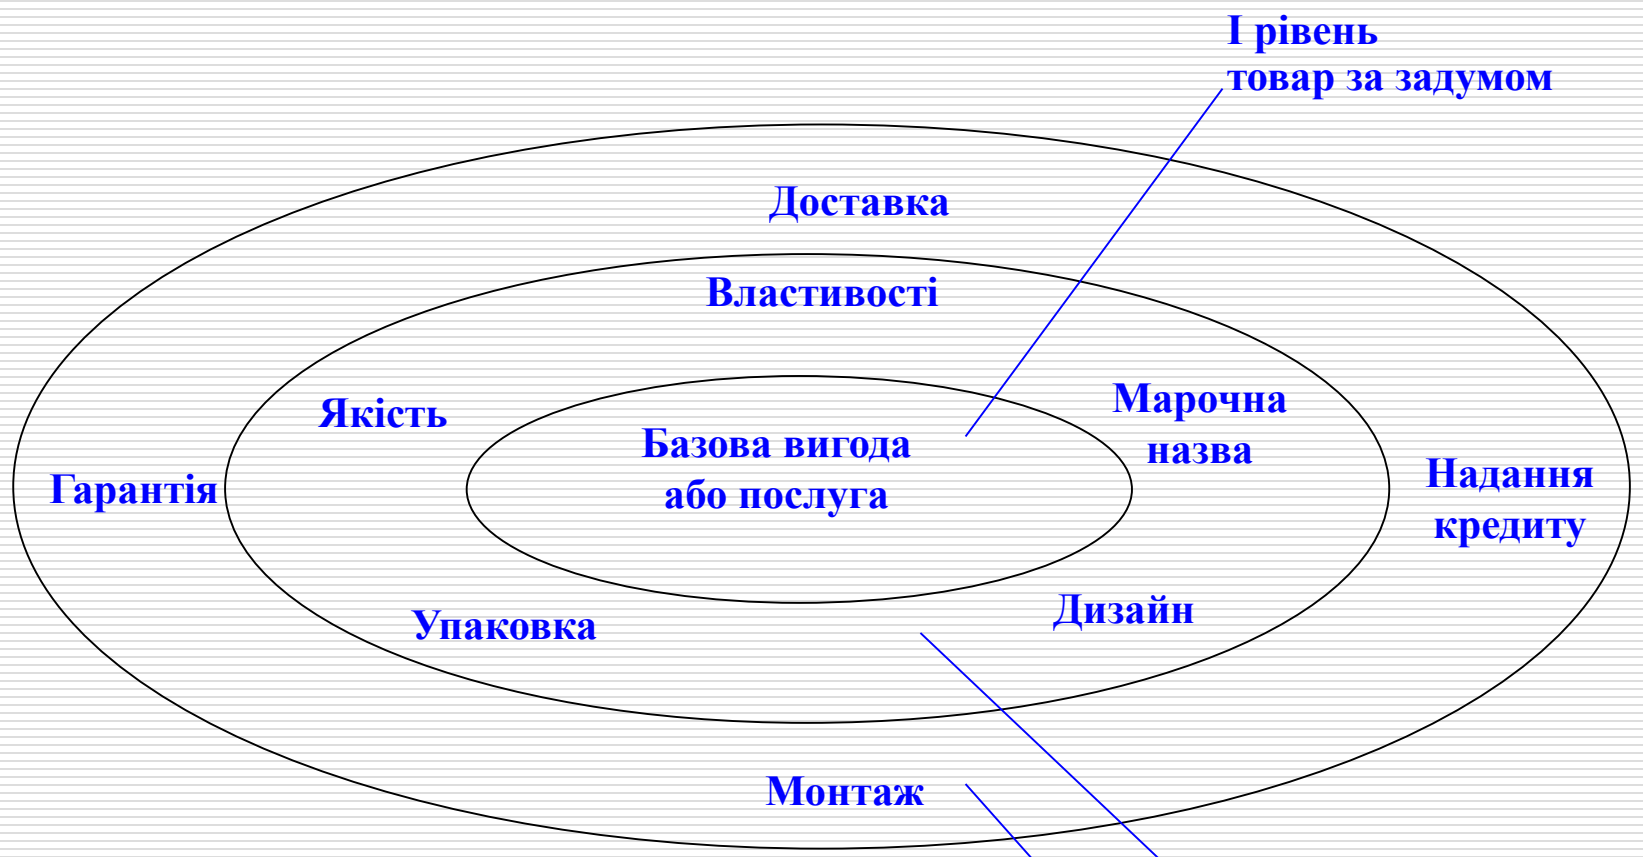 І рівень
товар за задумом
Доставка
Властивості
Якість
Марочна
назва
Базова вигода
або послуга
Гарантія
Надання
кредиту
Упаковка
Дизайн
Монтаж